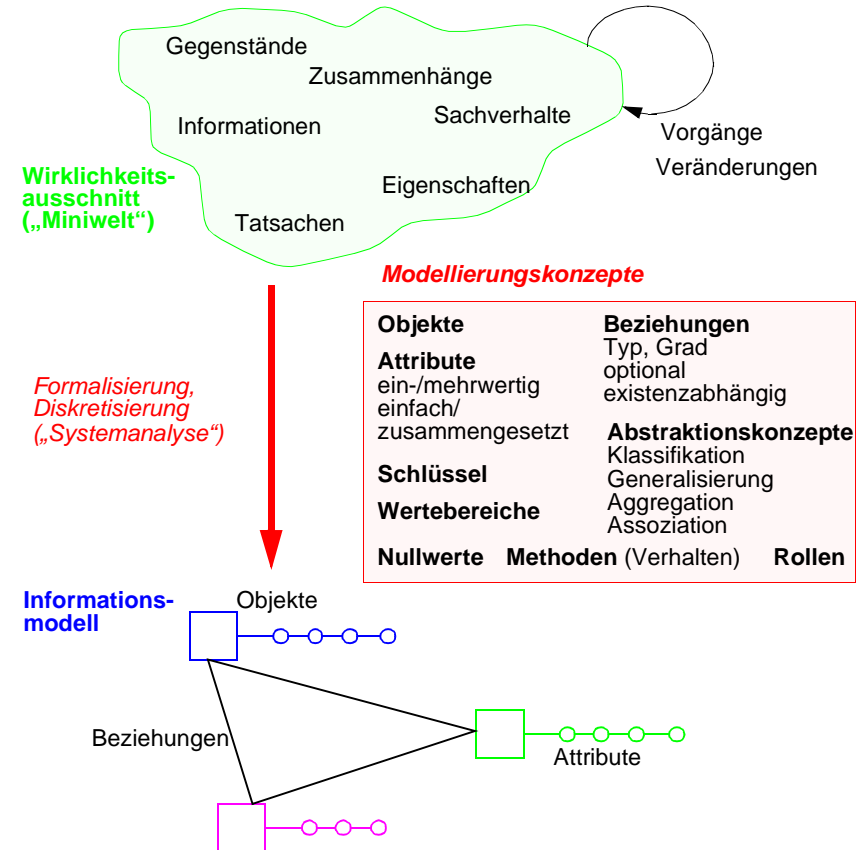 Gegenstände
Zusammenhänge
Informationen
Sachverhalte
Vorgänge
Veränderungen
Eigenschaften
Tatsachen
Wirklichkeits-
ausschnitt
(„Miniwelt”)
Modellierungskonzepte
Formalisierung,
Diskretisierung
(„Systemanalyse”)
Objekte
Attribute
ein-/mehrwertig
einfach/
zusammengesetzt
Schlüssel
Wertebereiche
Beziehungen
Typ, Grad
optional
existenzabhängig
Abstraktionskonzepte
Klassifikation
Generalisierung
Aggregation
Assoziation
Nullwerte Methoden (Verhalten) Rollen
Informations-
modell
Objekte
Beziehungen
Attribute